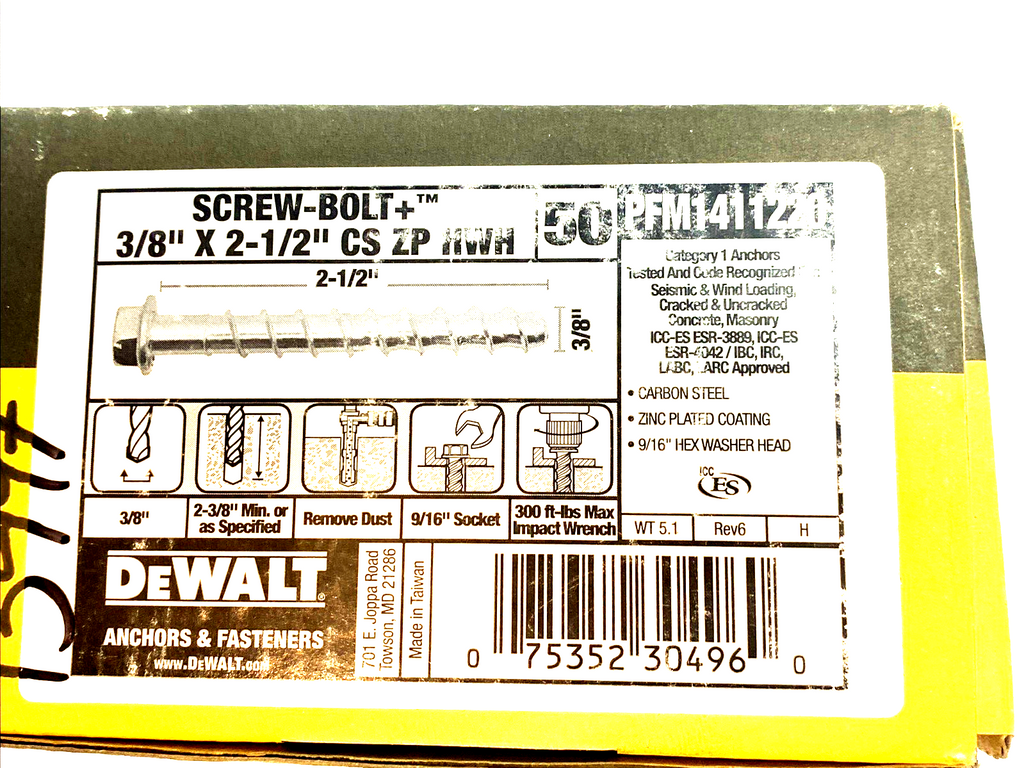 SCREW-BOLT+™
3/8" X 2-1/2" CS ZP HWH
50
PFM1411220
2-1/2"
3/8"
Category 1 Anchors
Tested And Code Recognized
Seismic & Wind Loading,
Cracked & Uncracked
Concrete, Masonry
ICC-ES ESR-3889, ICC-ES
ESR-4042 / IBC, IRC,
LABC, LARC Approved
• CARBON STEEL
• ZINC PLATED COATING
• 9/16" HEX WASHER HEAD
ICC
ES
3/8"
2-3/8" Min. or
as Specified
Remove Dust
9/16" Socket
300 ft-lbs Max
Impact Wrench
WT 5.1
Rev6
H
DEWALT®
ANCHORS & FASTENERS
www.DEWALT.com
701 E. Joppa Road
Towson, MD 21286
Made in Taiwan
0 75352 30496 0